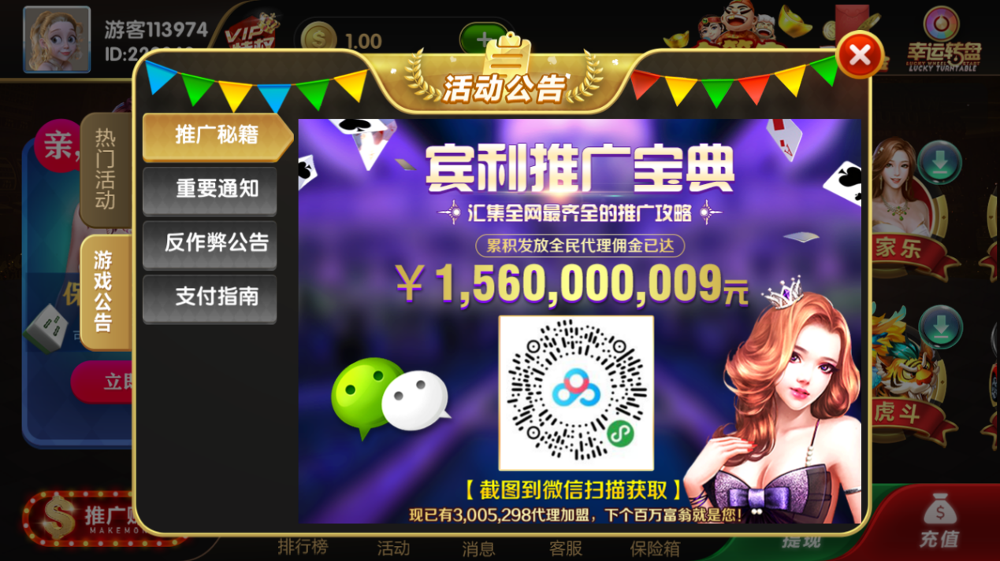 游客113974
VIP
特权
1.00
幸运转盘
LUCKY TURNTABLE
活动公告
亲,
热门活动
游戏公告
立即
推广秘籍
重要通知
反作弊公告
支付指南
宾利推广宝典
汇集全网最齐全的推广攻略
累积发放全民代理佣金已达
￥1,560,000,009元
【 截图到微信扫描获取 】
现已有3,005,298代理加盟，下个百万富翁就是您!
家乐
虎斗
推广
排行榜
活动
消息
客服
保险箱
提现
充值